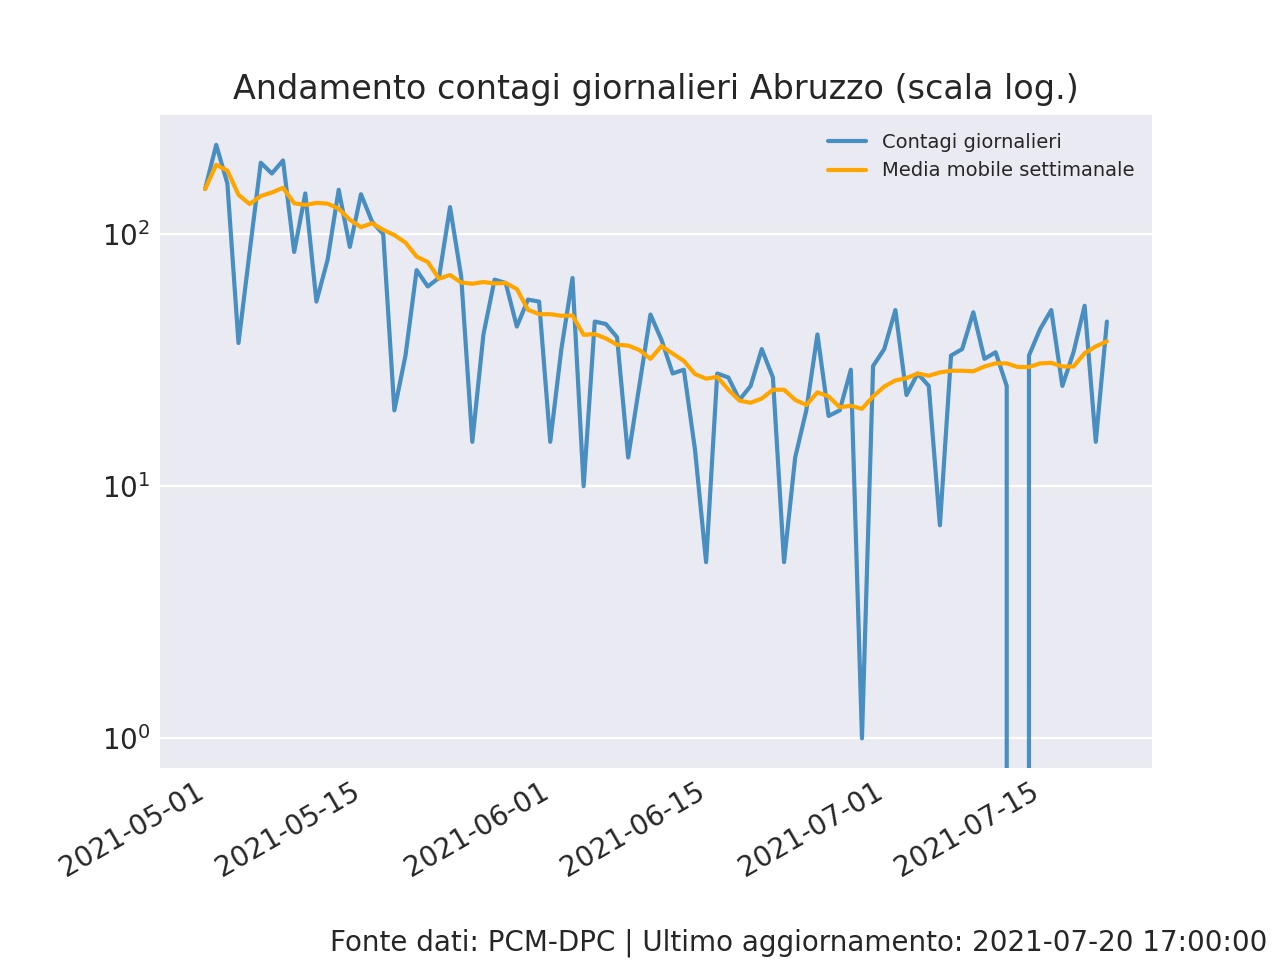 Andamento contagi giornalieri Abruzzo (scala log.)
Contagi giornalieri
Media mobile settimanale
10²
10¹
10⁰
2021-05-01
2021-05-15
2021-06-01
2021-06-15
2021-07-01
2021-07-15
Fonte dati: PCM-DPC | Ultimo aggiornamento: 2021-07-20 17:00:00